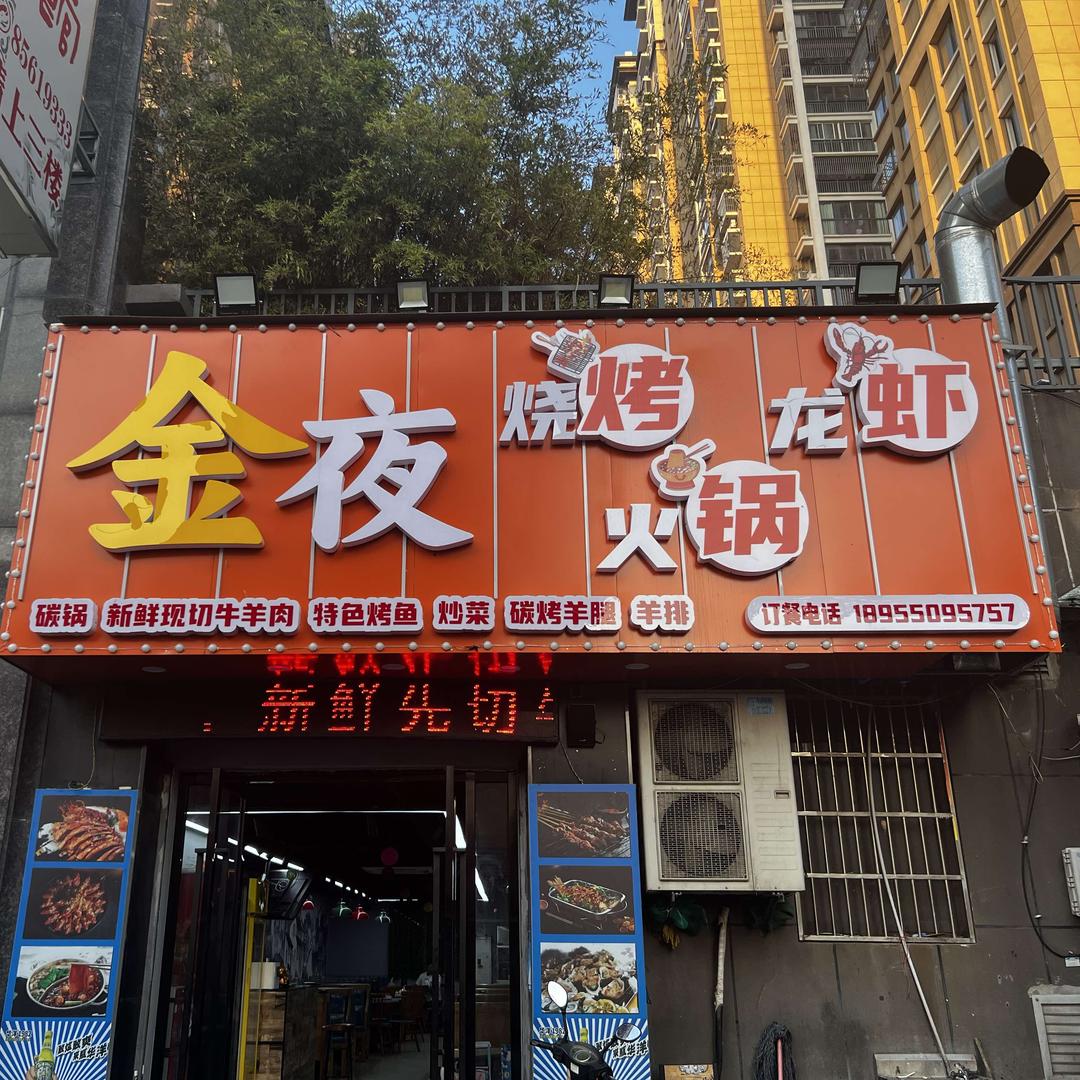 85619333
上三楼
金夜
烧烤
龙虾
火锅
碳锅 新鲜现切牛羊肉 特色烤鱼 炒菜 碳烤羊腿 羊排
订餐电话 18955095757
新鲜先切